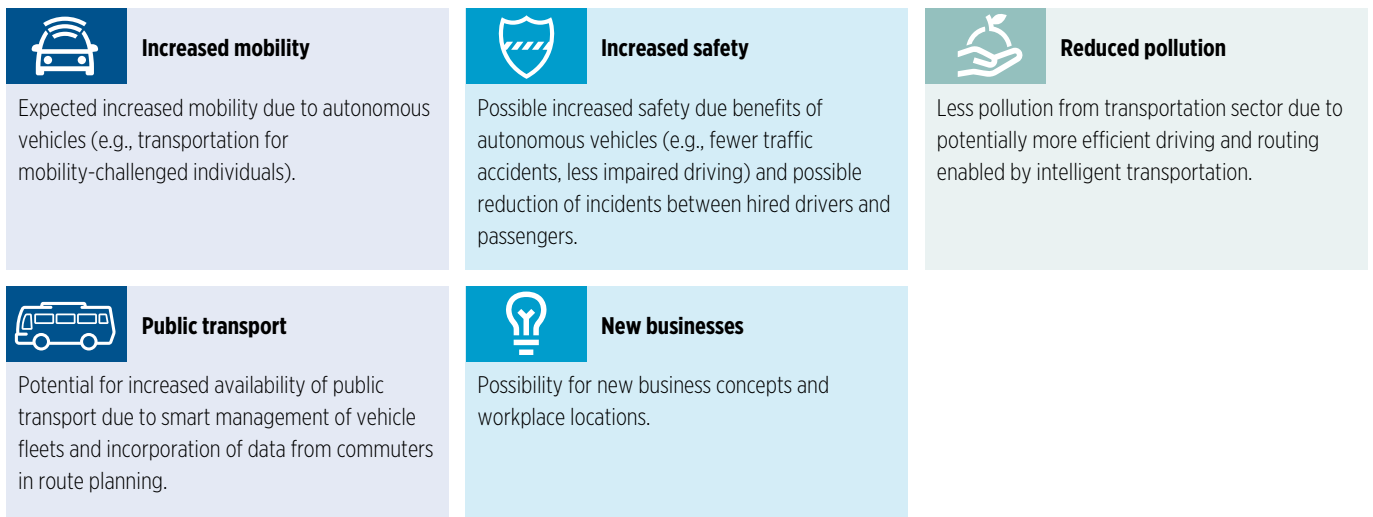 Increased mobility
Expected increased mobility due to autonomous
vehicles (e.g., transportation for
mobility-challenged individuals).
Increased safety
Possible increased safety due benefits of
autonomous vehicles (e.g., fewer traffic
accidents, less impaired driving) and possible
reduction of incidents between hired drivers and
passengers.
Reduced pollution
Less pollution from transportation sector due to
potentially more efficient driving and routing
enabled by intelligent transportation.
Public transport
Potential for increased availability of public
transport due to smart management of vehicle
fleets and incorporation of data from commuters
in route planning.
New businesses
Possibility for new business concepts and
workplace locations.